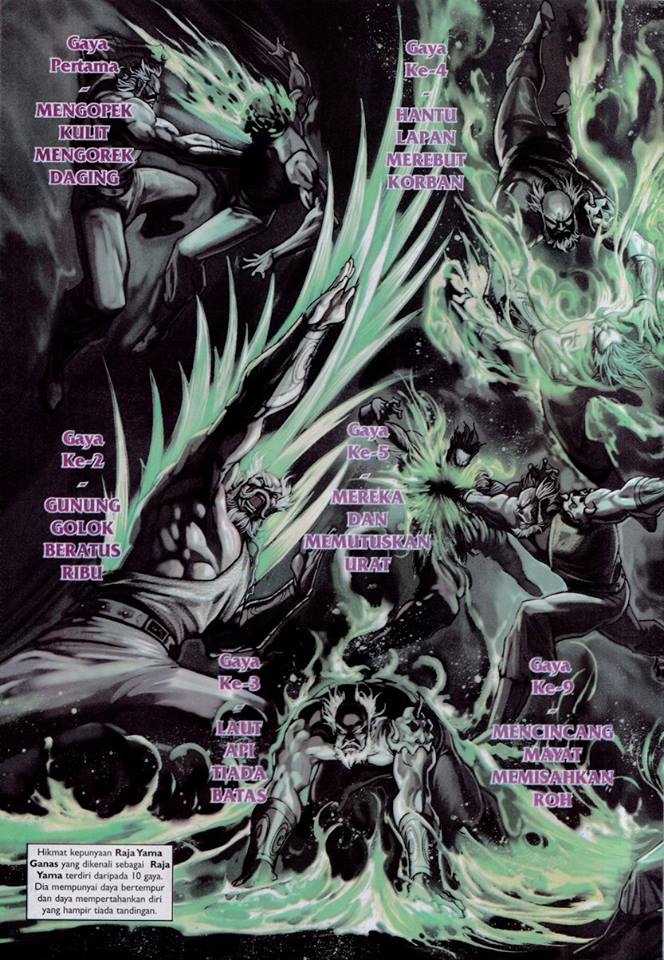 Gaya
Pertama
-
MENGOPEK
KULIT
MENGOREK
DAGING
Gaya
Ke-4
-
HANTU
LAPAN
MEREBUT
KORBAN
Gaya
Ke-2
-
GUNUNG
GOLOK
BERATUS
RIBU
Gaya
Ke-5
-
MEREKA
DAN
MEMUTUSKAN
URAT
Gaya
Ke-3
-
LAUT
API
TIADA
BATAS
Gaya
Ke-9
-
MENCINCANG
MAYAT
MEMISAHKAN
ROH
Hikmat kepunyaan Raja Yama
Ganas yang dikenali sebagai Raja
Yama terdiri daripada 10 gaya.
Dia mempunyai daya bertempur
dan daya mempertahankan diri
yang hampir tiada tandingan.